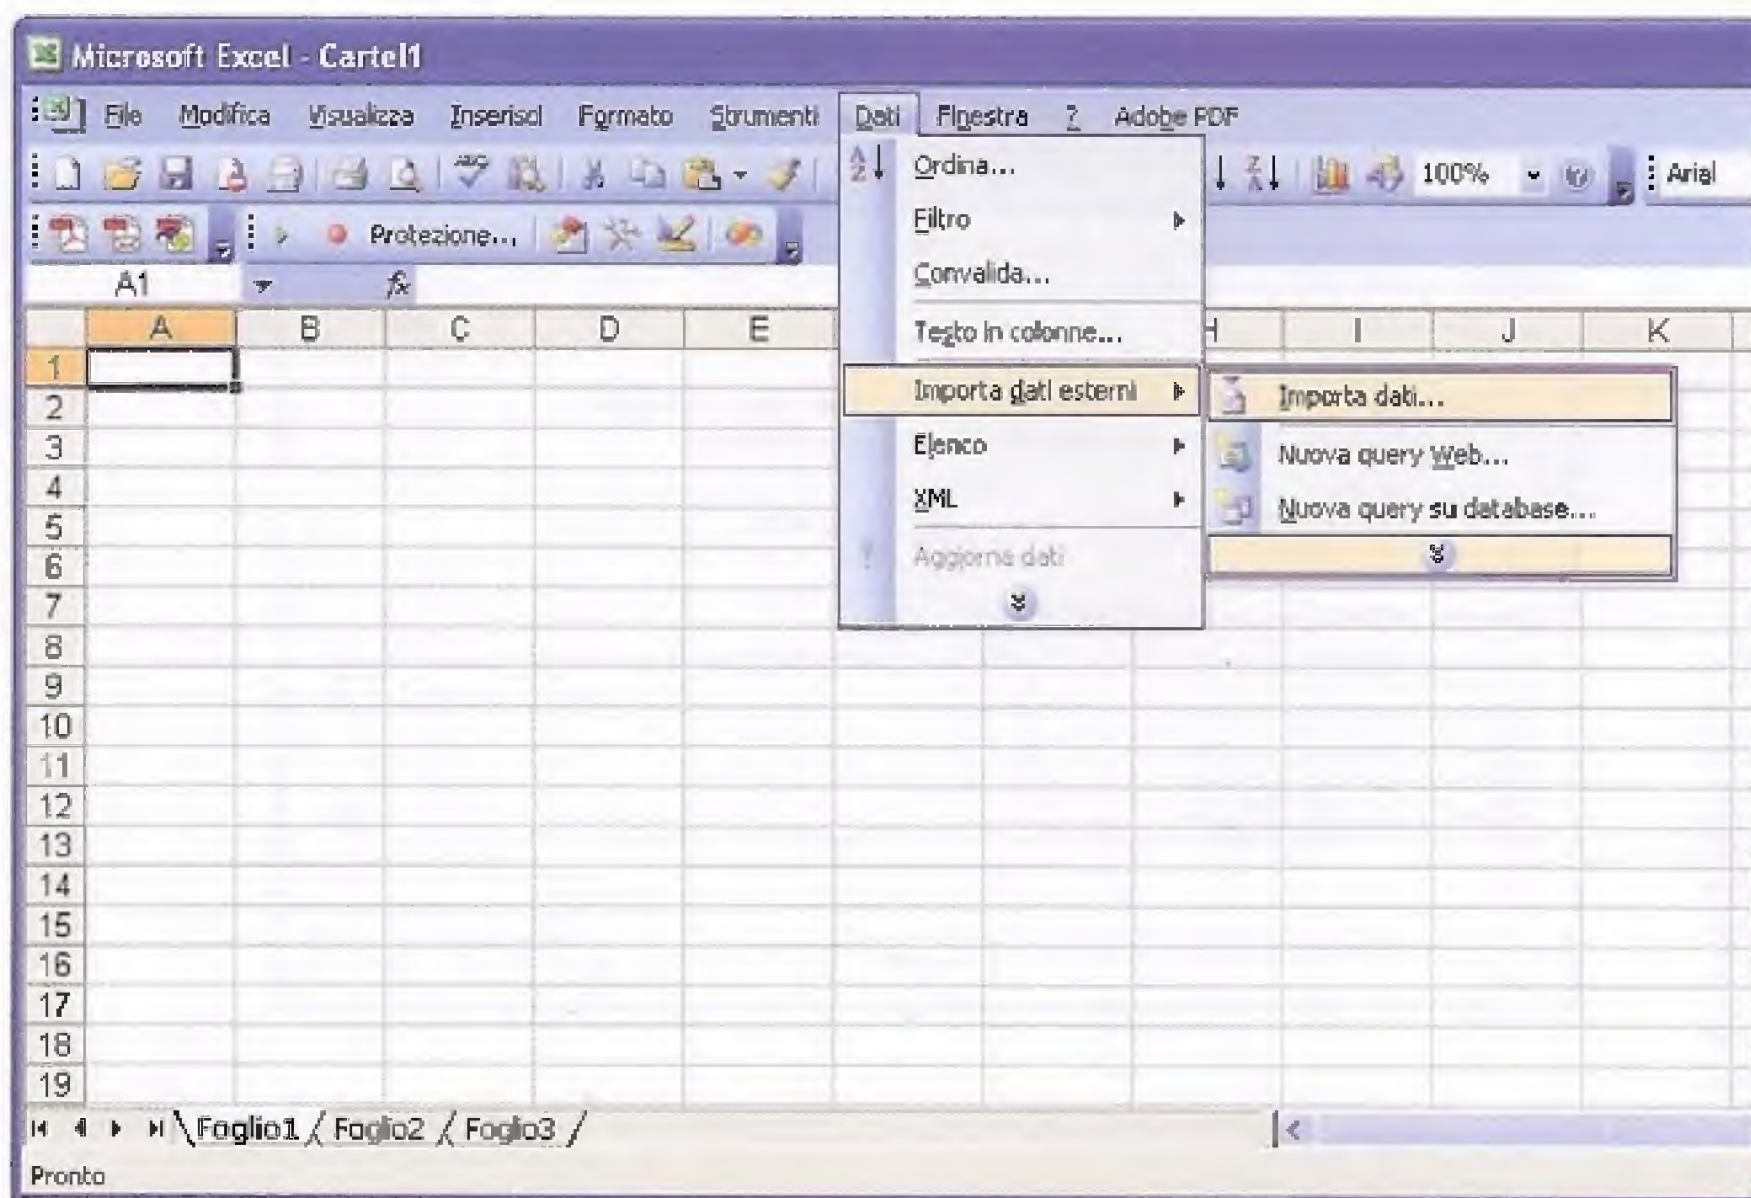 Microsoft Excel - Cartel1
File Modifica Visualizza Inserisci Formato Strumenti Dati Finestra ? Adobe PDF
100% Arial
Protezione...
A1 fx
A B C D E H I J K
1
2
3
4
5
6
7
8
9
10
11
12
13
14
15
16
17
18
19
Ordina...
Filtro
Convalida...
Testo in colonne...
Importa dati esterni
Elenco
XML
Aggiorna dati
Importa dati...
Nuova query Web...
Nuova query su database...
Foglio1 / Foglio2 / Foglio3 /
Pronto